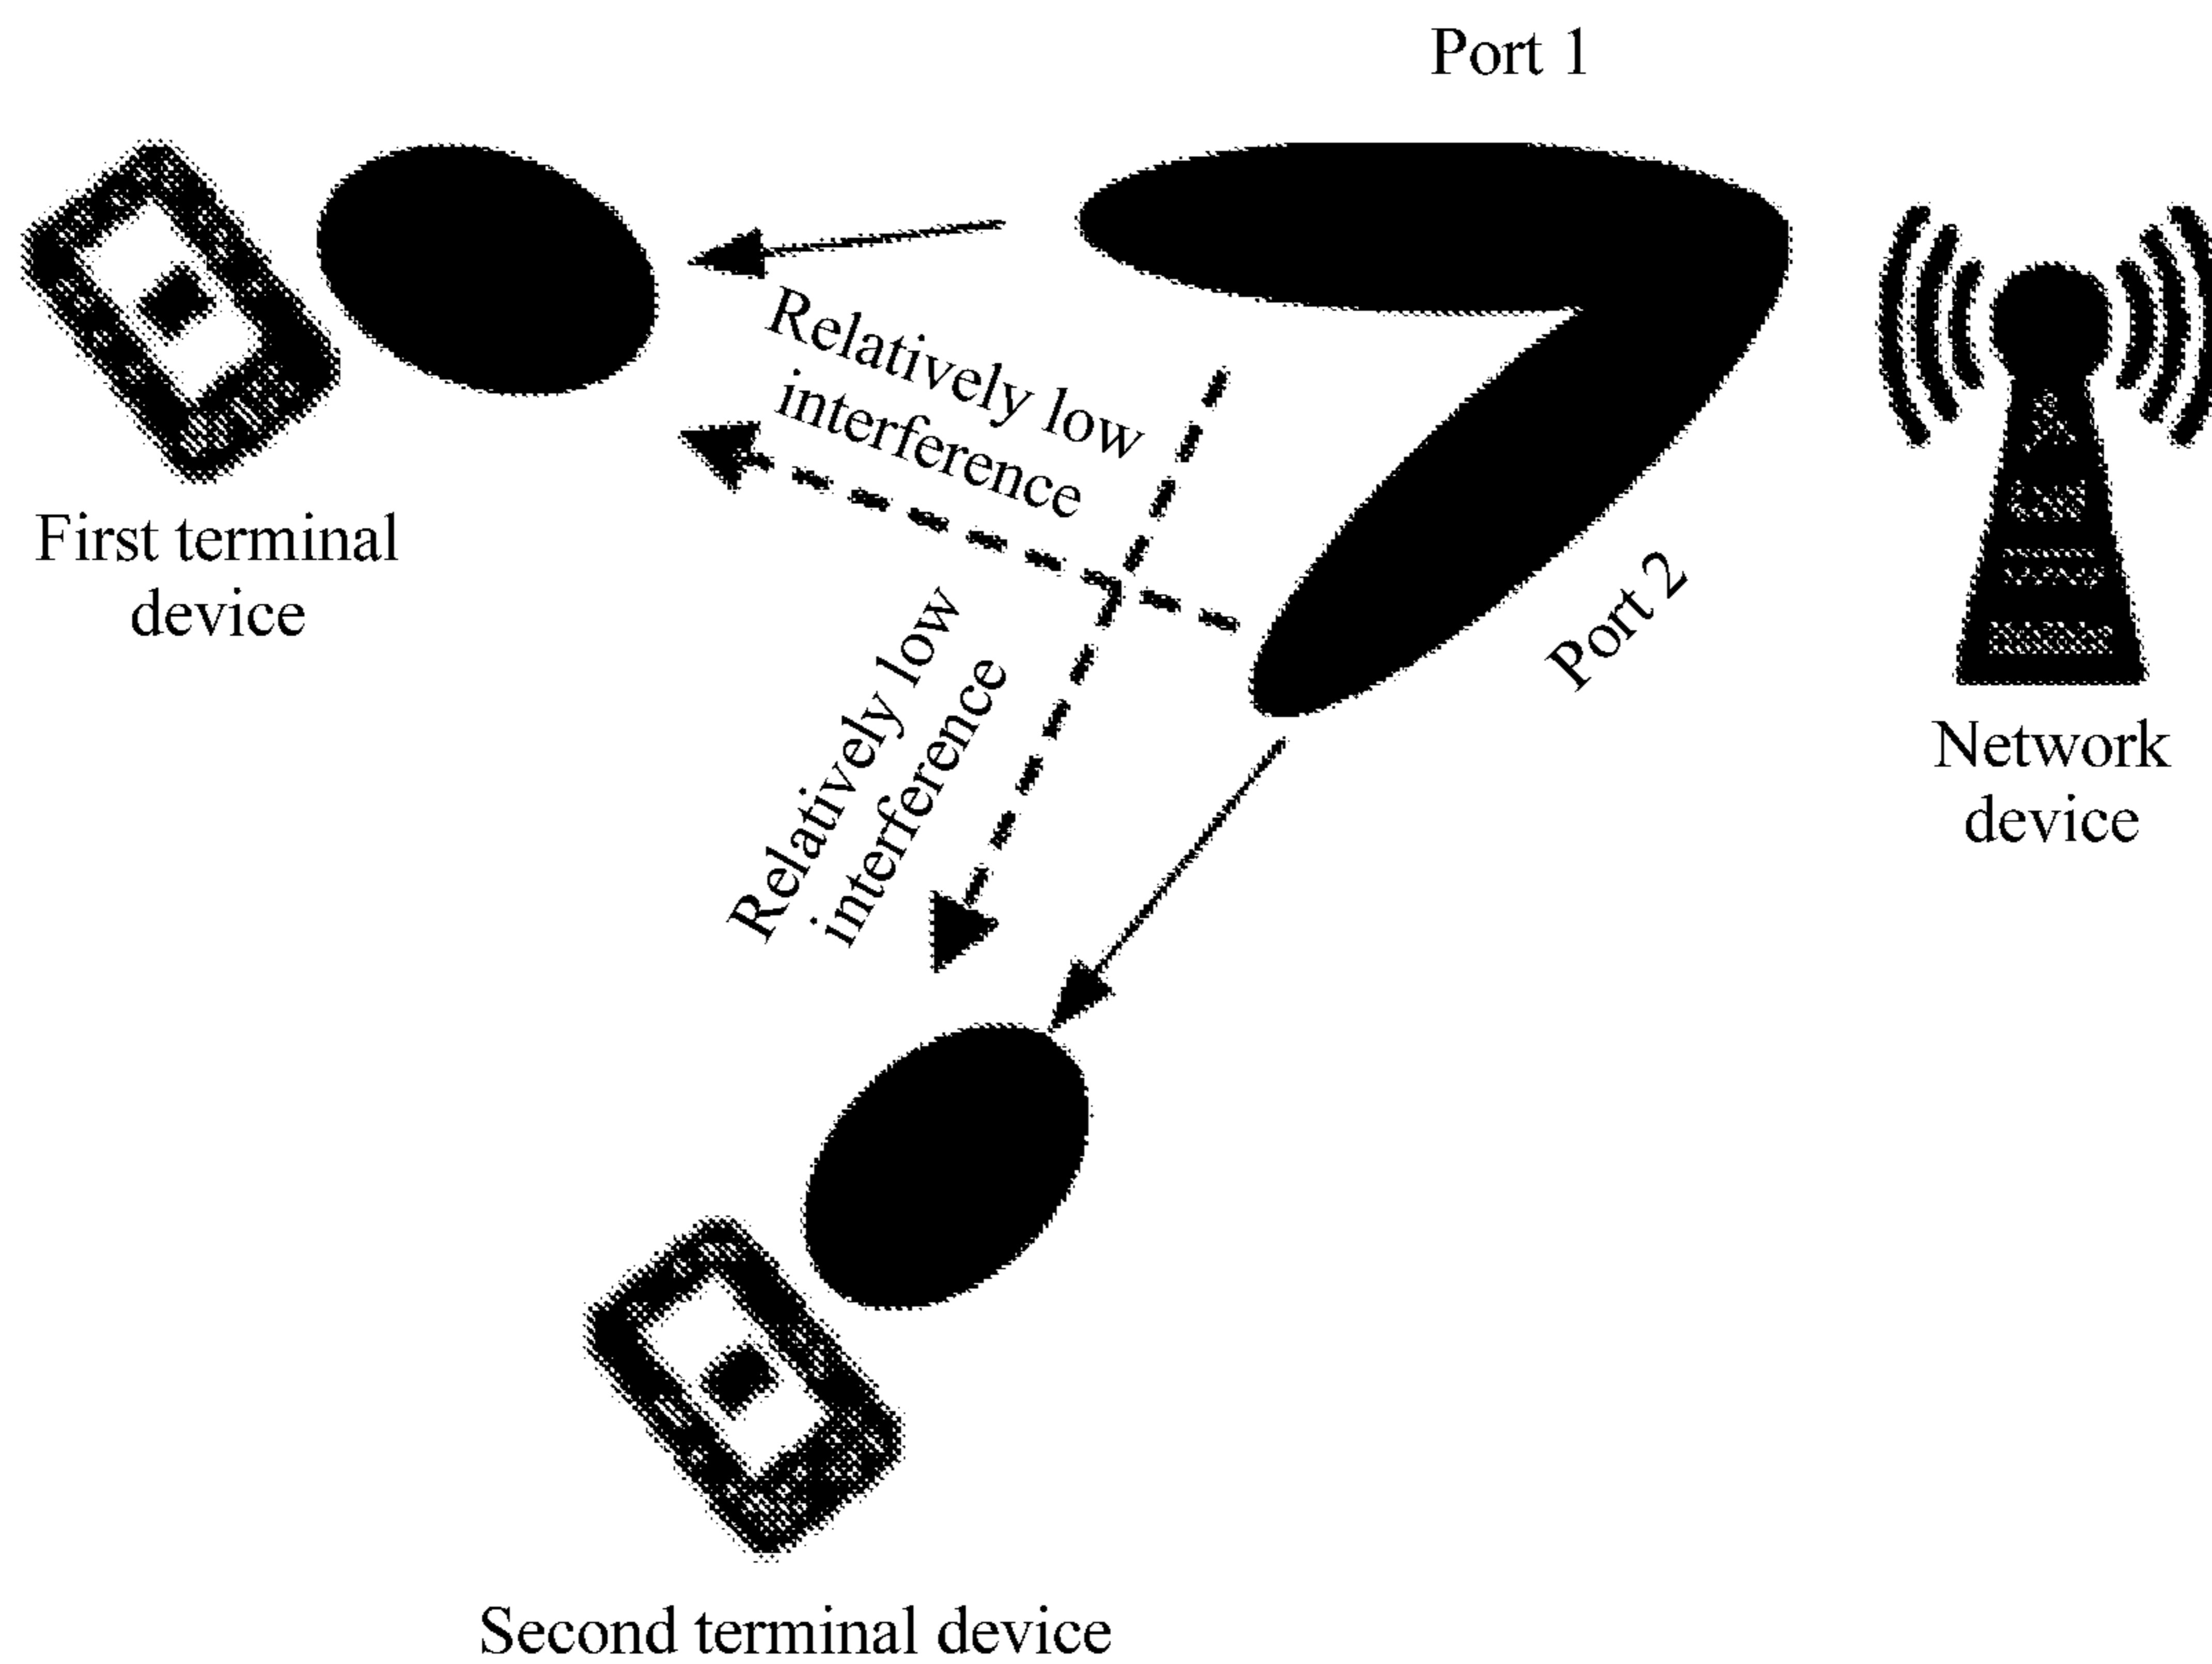 Port 1
Relatively low
interference
First terminal
device
Port 2
Relatively low
interference
Network
device
Second terminal device